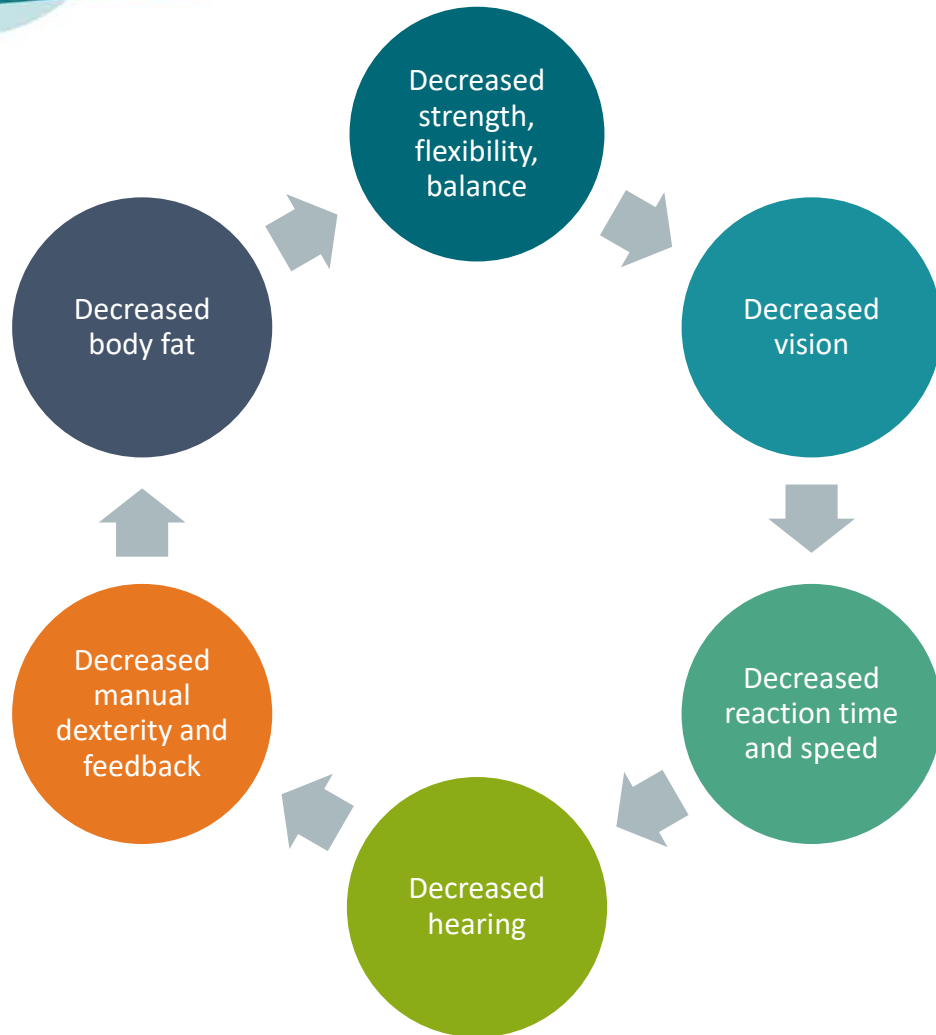 Decreased
strength,
flexibility,
balance
Decreased
vision
Decreased
reaction time
and speed
Decreased
hearing
Decreased
manual
dexterity and
feedback
Decreased
body fat